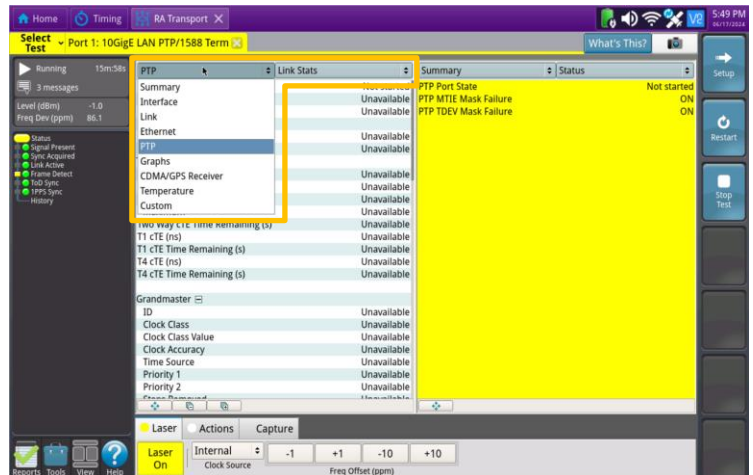 Home
Timing
RA Transport
5:49 PM
06/17/2024
Select Test
Port 1: 10GigE LAN PTP/1588 Term
What's This?
Running 15m:58s
3 messages
Level (dBm) -1.0
Freq Dev (ppm) 86.1
Status
Signal Present
Sync Acquired
Link Active
Frame Detect
ToD Sync
1PPS Sync
History
PTP
Link Stats
Summary
Interface
Link
Ethernet
PTP
Graphs
CDMA/GPS Receiver
Temperature
Custom
Unavailable
Unavailable
Unavailable
Unavailable
Unavailable
Unavailable
Unavailable
Unavailable
Two Way cTE Time Remaining (s) Unavailable
T1 cTE (ns) Unavailable
T1 cTE Time Remaining (s) Unavailable
T4 cTE (ns) Unavailable
T4 cTE Time Remaining (s) Unavailable
Grandmaster
ID Unavailable
Clock Class Unavailable
Clock Class Value Unavailable
Clock Accuracy Unavailable
Time Source Unavailable
Priority 1 Unavailable
Priority 2 Unavailable
Summary
Status
PTP Port State Not started
PTP MTIE Mask Failure ON
PTP TDEV Mask Failure ON
Setup
Restart
Stop Test
Laser
Actions
Capture
Laser On
Internal
Clock Source
-1
+1
-10
+10
Freq Offset (ppm)
Reports
Tools
View
Help